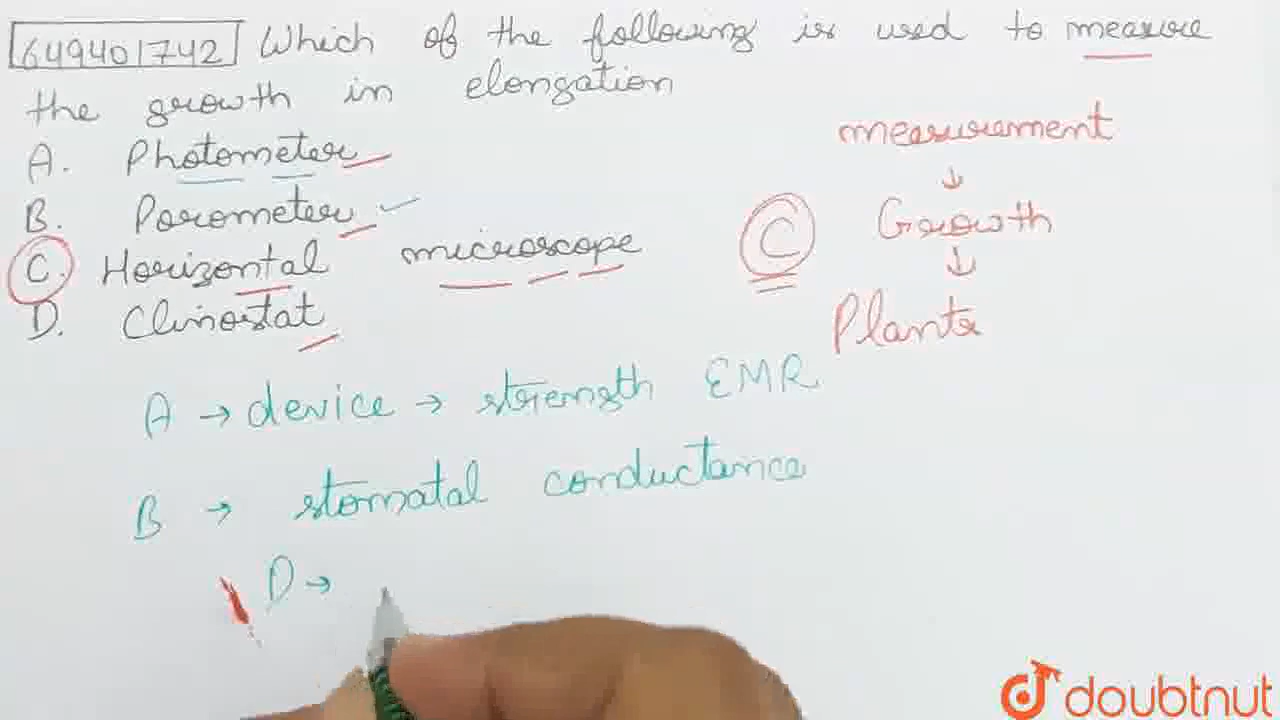 649401742 Which of the following is used to measure
the growth in elongation
A. Photometer
B. Porometer
C. Horizontal microscope
D. Clinostat
C
measurement
↓
Growth
↓
Plants
A → device → strength EMR
B → stomatal conductance
D →
doubtnut